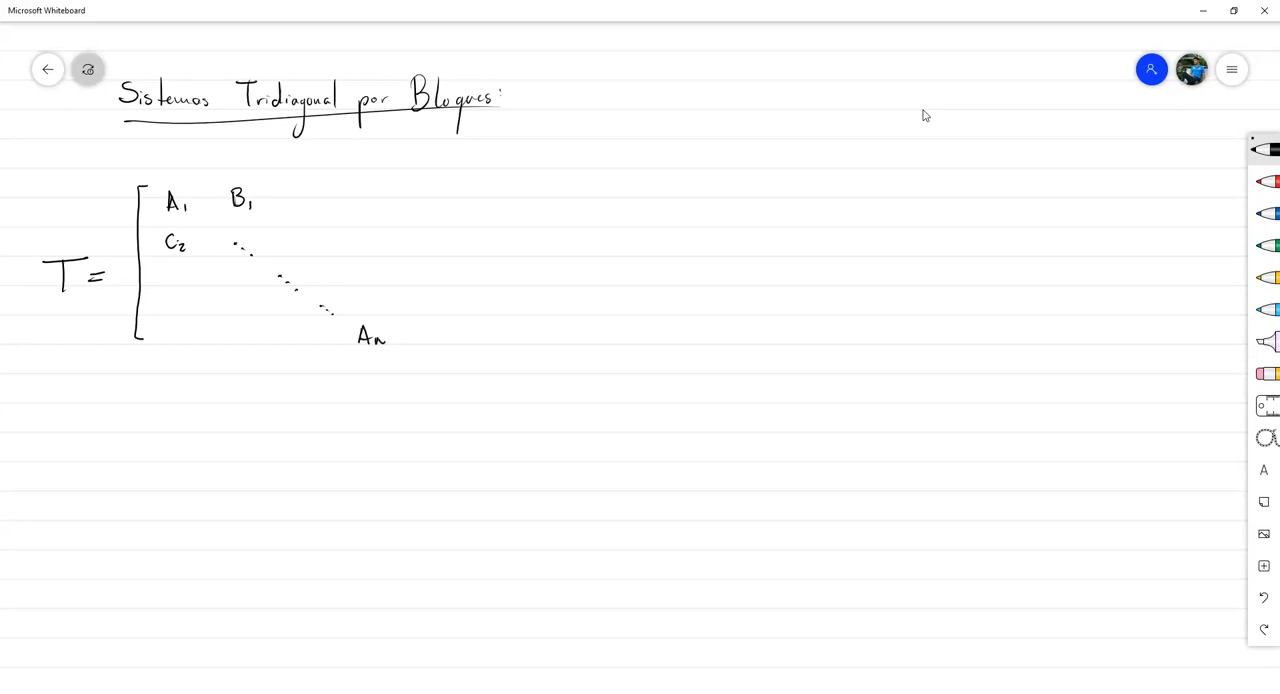 Microsoft Whiteboard
Sistemas Tridiagonal por Bloques:
A₁ B₁
C₂ ⋱
T = [ ⋱
⋱
Aₙ
A